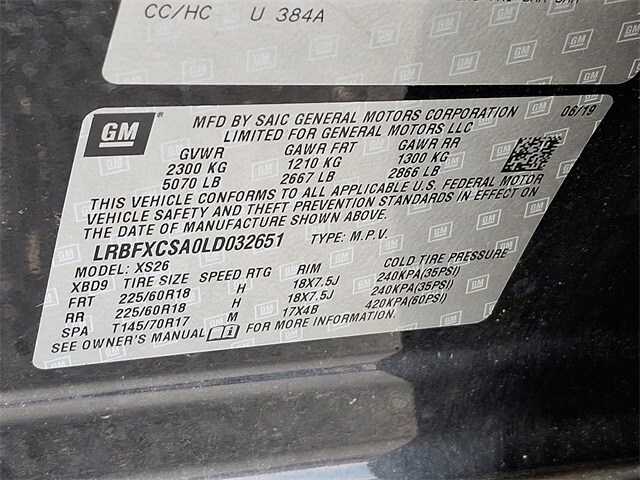 CC/HC U 384A
GM
MFD BY SAIC GENERAL MOTORS CORPORATION 06/19
LIMITED FOR GENERAL MOTORS LLC
GVWR GAWR FRT GAWR RR
2300 KG 1210 KG 1300 KG
5070 LB 2667 LB 2866 LB
THIS VEHICLE CONFORMS TO ALL APPLICABLE U.S. FEDERAL MOTOR
VEHICLE SAFETY AND THEFT PREVENTION STANDARDS IN EFFECT ON
THE DATE OF MANUFACTURE SHOWN ABOVE.
LRBFXCSA0LD032651 TYPE: M.P.V.
MODEL: XS26
XBD9 TIRE SIZE SPEED RTG RIM COLD TIRE PRESSURE
FRT 225/60R18 H 18X7.5J 240KPA(35PSI)
RR 225/60R18 H 18X7.5J 240KPA(35PSI)
SPA T145/70R17 M 17X4B 420KPA(60PSI)
SEE OWNER'S MANUAL FOR MORE INFORMATION.